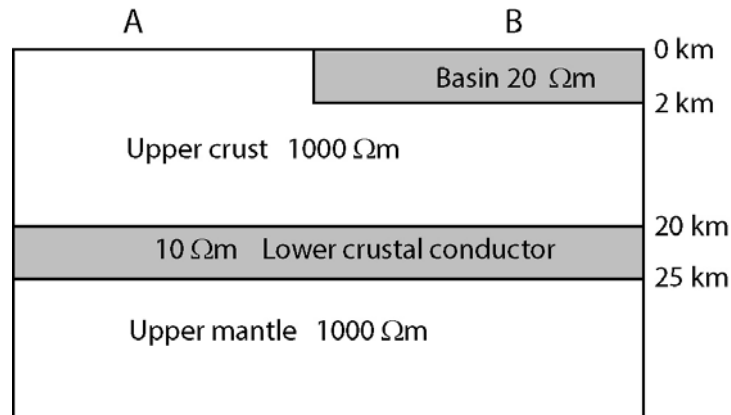 A
B
0 km
Basin 20 Ωm
2 km
Upper crust 1000 Ωm
20 km
10 Ωm Lower crustal conductor
25 km
Upper mantle 1000 Ωm